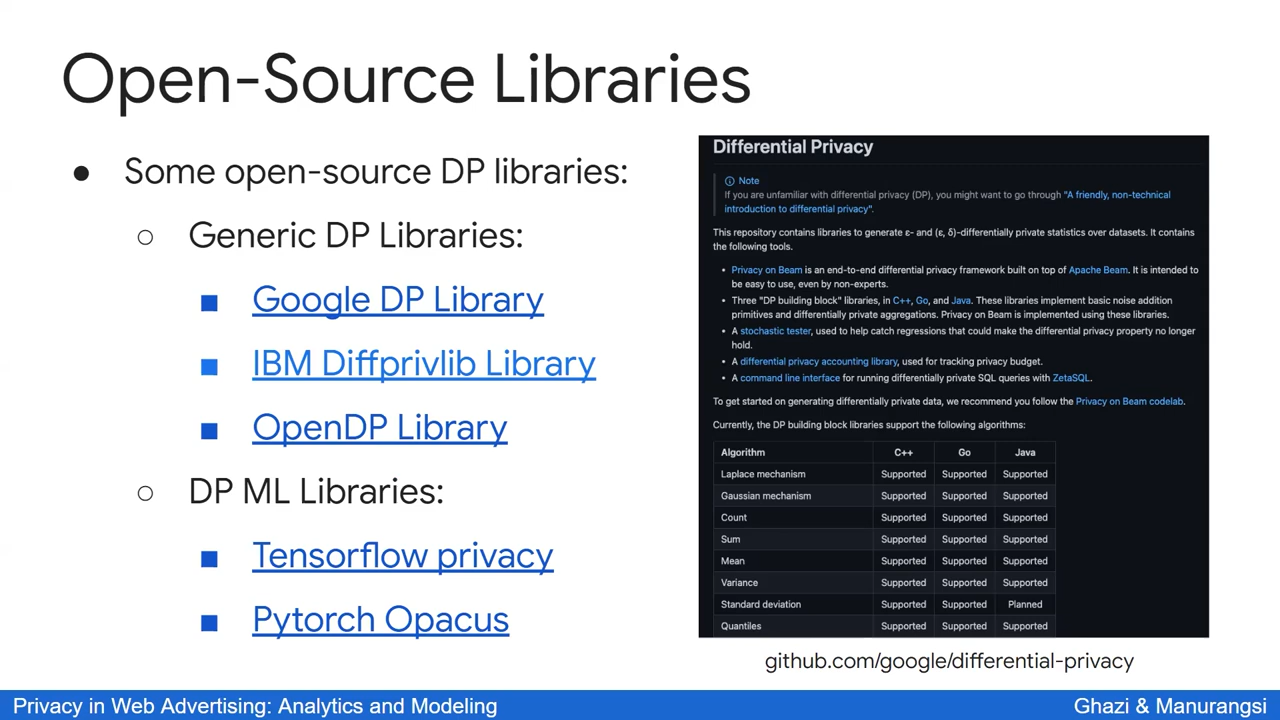 Open-Source Libraries
● Some open-source DP libraries:
○ Generic DP Libraries:
■ Google DP Library
■ IBM Diffprivlib Library
■ OpenDP Library
○ DP ML Libraries:
■ Tensorflow privacy
■ Pytorch Opacus
Differential Privacy
Note
If you are unfamiliar with differential privacy (DP), you might want to go through "A friendly, non-technical
introduction to differential privacy".
This repository contains libraries to generate ε- and (ε, δ)-differentially private statistics over datasets. It contains
the following tools.
• Privacy on Beam is an end-to-end differential privacy framework built on top of Apache Beam. It is intended to
be easy to use, even by non-experts.
• Three "DP building block" libraries, in C++, Go, and Java. These libraries implement basic noise addition
primitives and differentially private aggregations. Privacy on Beam is implemented using these libraries.
• A stochastic tester, used to help catch regressions that could make the differential privacy property no longer
hold.
• A differential privacy accounting library, used for tracking privacy budget.
• A command line interface for running differentially private SQL queries with ZetaSQL.
To get started on generating differentially private data, we recommend you follow the Privacy on Beam codelab.
Currently, the DP building block libraries support the following algorithms:
Algorithm C++ Go Java
Laplace mechanism Supported Supported Supported
Gaussian mechanism Supported Supported Supported
Count Supported Supported Supported
Sum Supported Supported Supported
Mean Supported Supported Supported
Variance Supported Supported Supported
Standard deviation Supported Supported Planned
Quantiles Supported Supported Supported
github.com/google/differential-privacy
Privacy in Web Advertising: Analytics and Modeling
Ghazi & Manurangsi